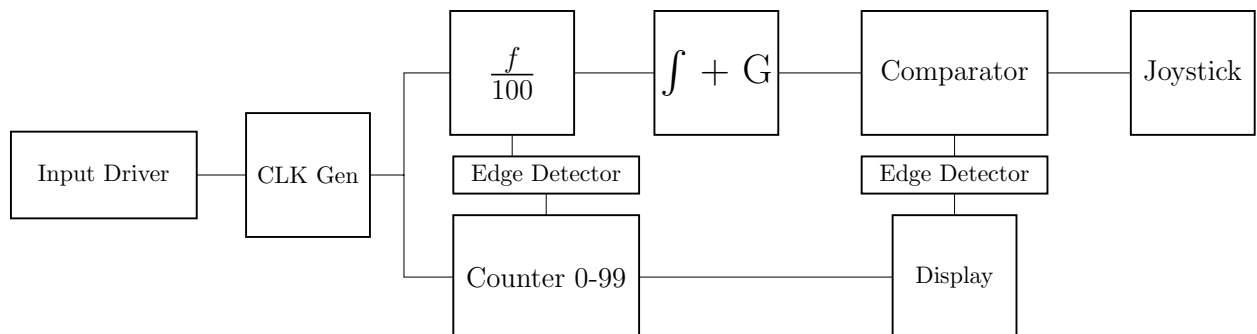 f
100
∫ + G
Comparator
Joystick
Input Driver
CLK Gen
Edge Detector
Edge Detector
Counter 0-99
Display